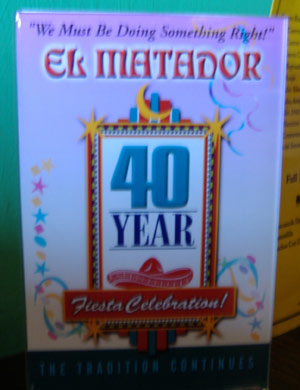 "We Must Be Doing Something Right!"
EL MATADOR
40
YEAR
Fiesta Celebration!
THE TRADITION CONTINUES